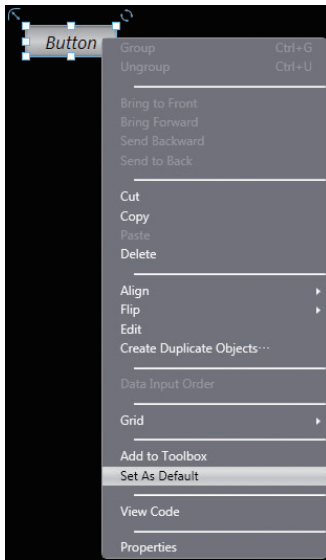 Button
Group Ctrl+G
Ungroup Ctrl+U
Bring to Front
Bring Forward
Send Backward
Send to Back
Cut
Copy
Paste
Delete
Align
Flip
Edit
Create Duplicate Objects···
Data Input Order
Grid
Add to Toolbox
Set As Default
View Code
Properties